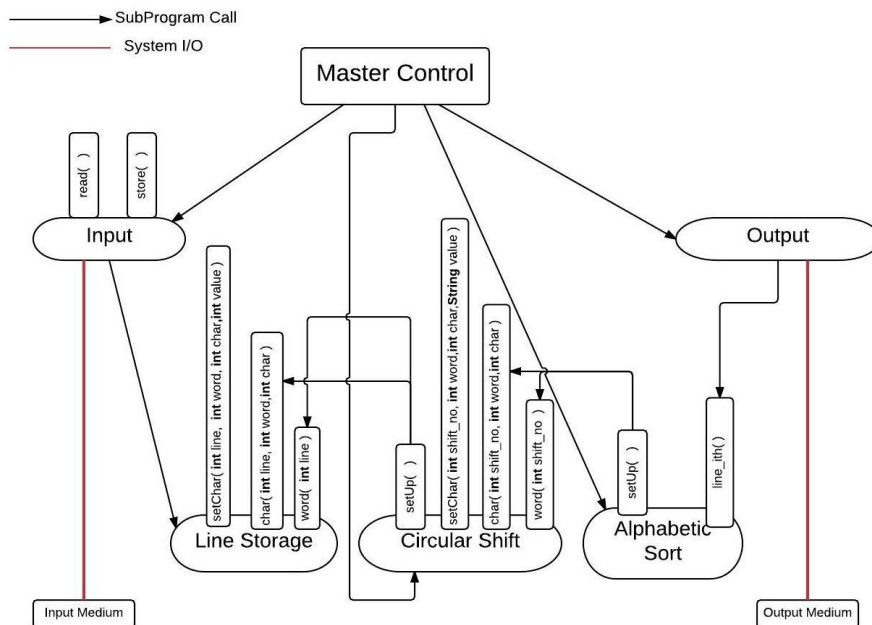 SubProgram Call
System I/O
Master Control
read( )
store( )
Input
Output
setChar( int line, int word, int char,int value )
char( int line, int word,int char )
word( int line )
setUp( )
setChar( int shift_no, int word,int char,String value )
char( int shift_no, int word,int char )
word( int shift_no )
setUp( )
line_ith( )
Line Storage
Circular Shift
Alphabetic
Sort
Input Medium
Output Medium